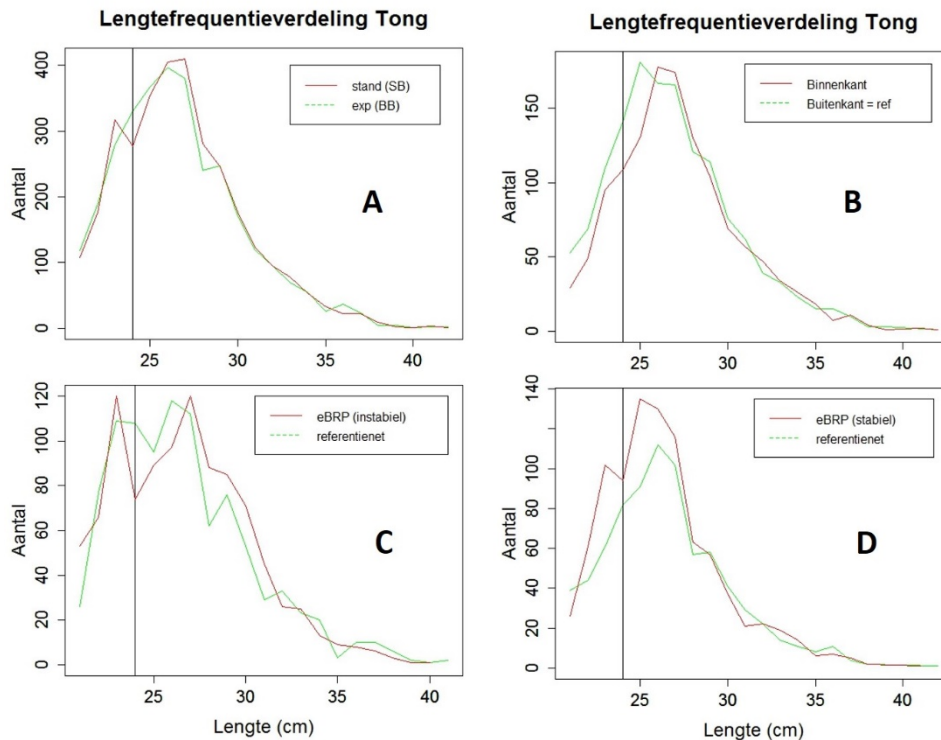 Lengtefrequentieverdeling Tong
Aantal
0 100 200 300 400
stand (SB)
exp (BB)
A
25 30 35 40
Lengtefrequentieverdeling Tong
Aantal
0 50 100 150
Binnenkant
Buitenkant = ref
B
25 30 35 40
Aantal
0 20 40 60 80 100 120
eBRP (instabiel)
referentienet
C
25 30 35 40
Lengte (cm)
Aantal
0 20 40 60 80 100 120 140
eBRP (stabiel)
referentienet
D
25 30 35 40
Lengte (cm)